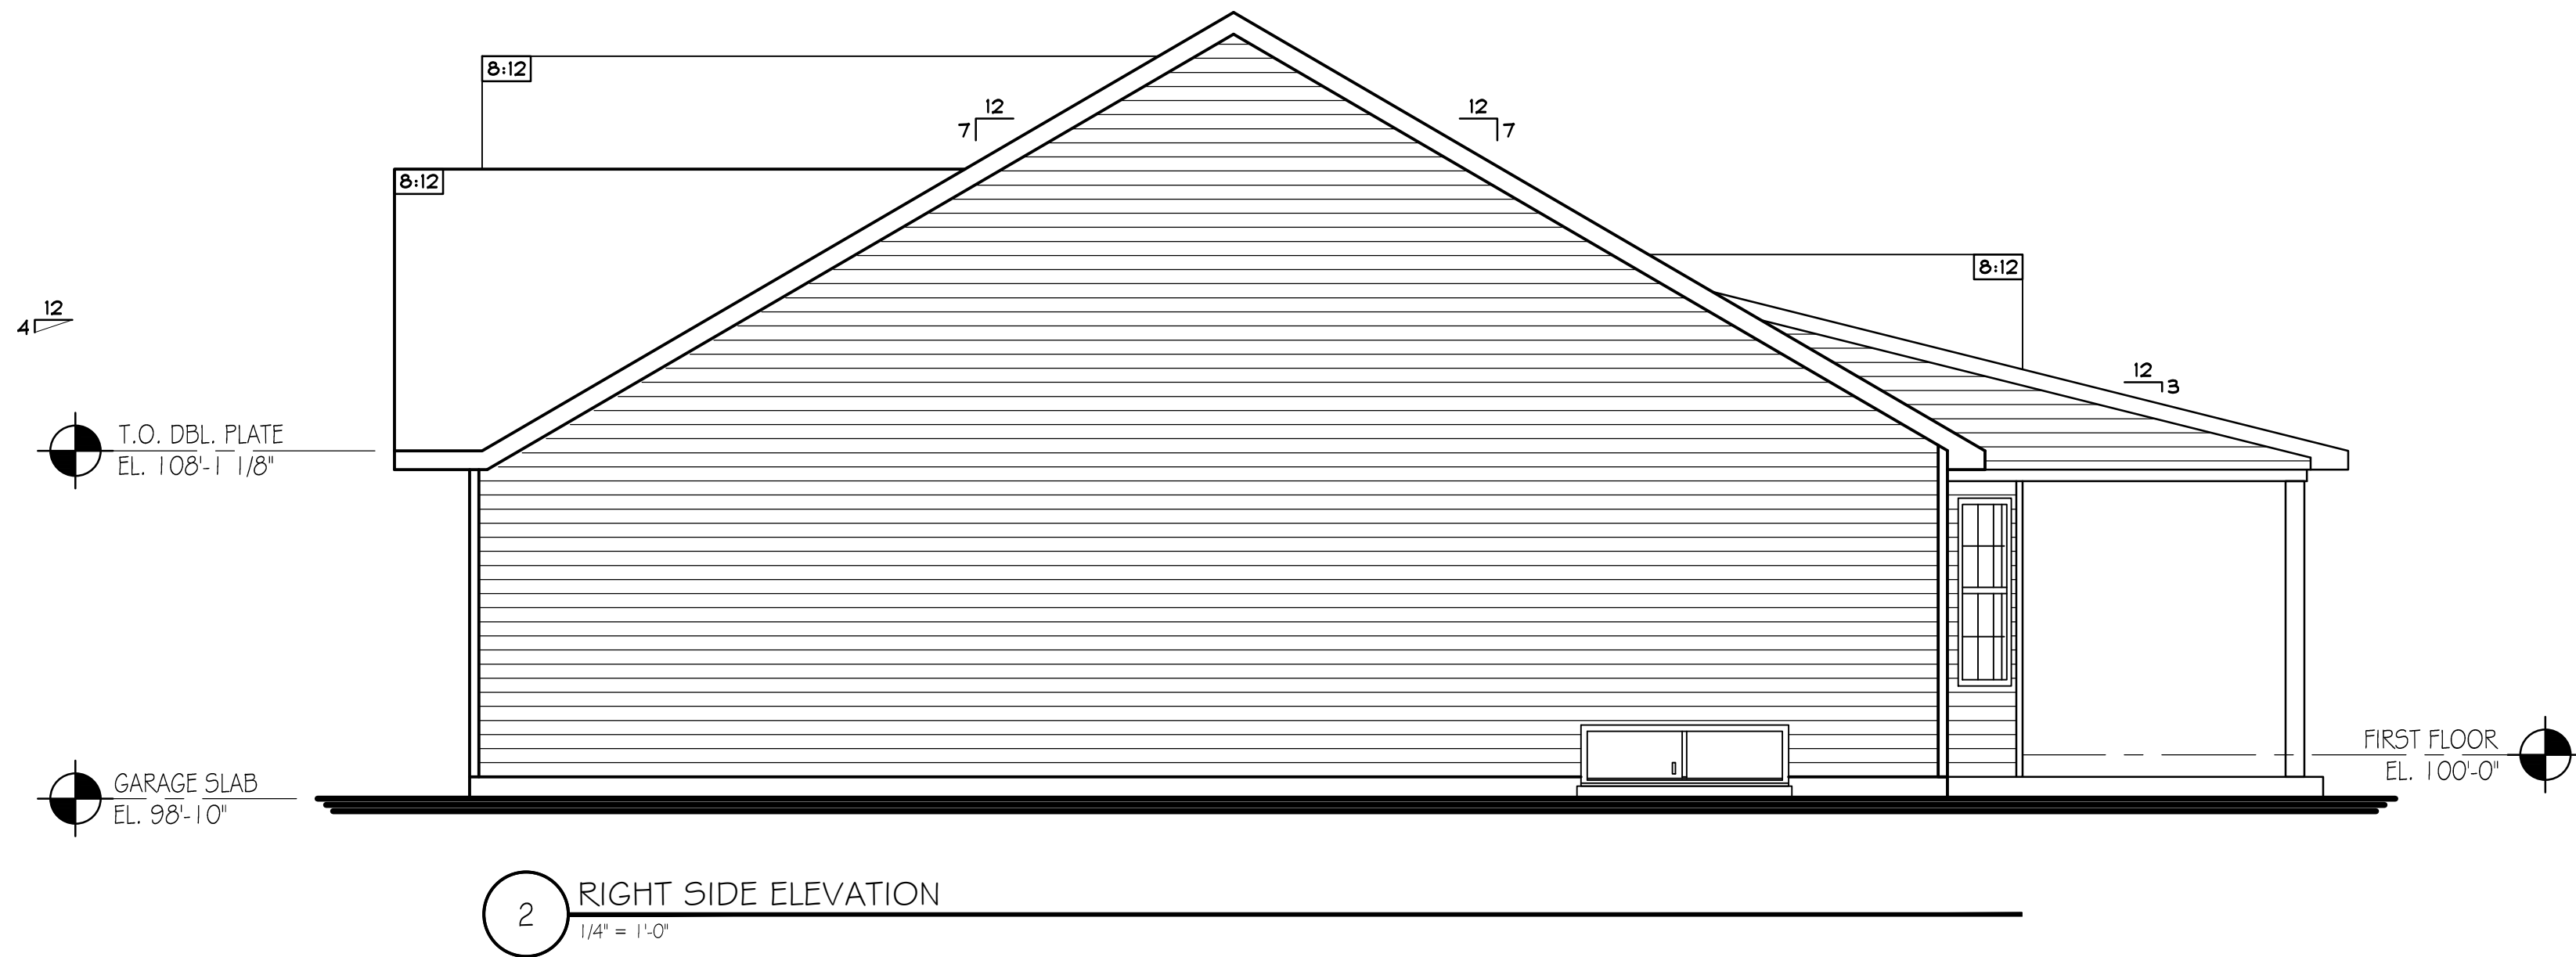 8:12
12
7
12
7
8:12
8:12
12
4
12
3
T.O. DBL. PLATE
EL. 108'-1 1/8"
FIRST FLOOR
EL. 100'-0"
GARAGE SLAB
EL. 98'-10"
2
RIGHT SIDE ELEVATION
1/4" = 1'-0"